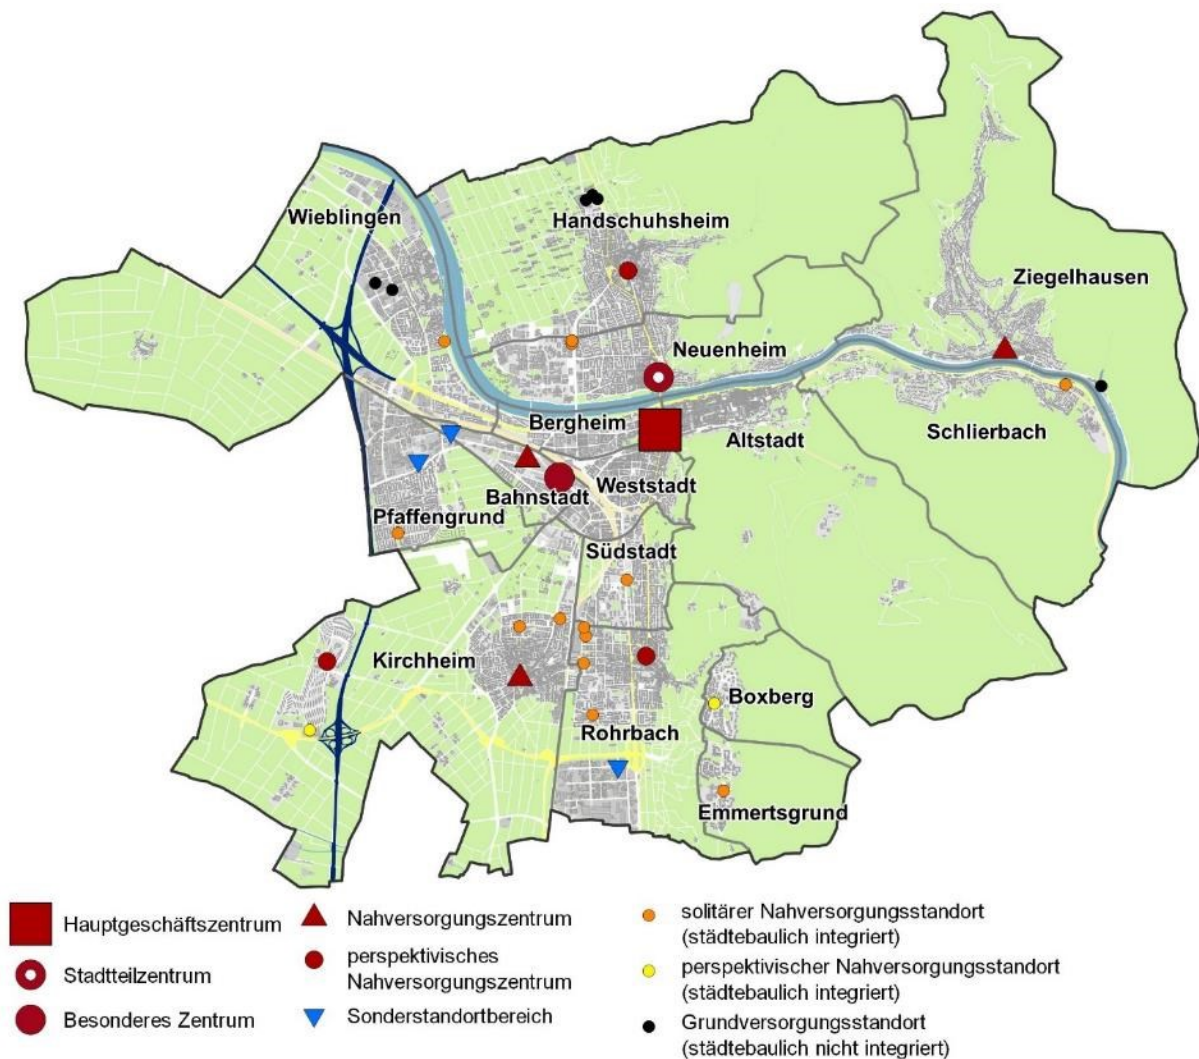 Wieblingen
Handschuhsheim
Ziegelhausen
Neuenheim
Bergheim
Altstadt
Schlierbach
Weststadt
Bahnstadt
Pfaffengrund
Südstadt
Kirchheim
Boxberg
Rohrbach
Emmertsgrund
Hauptgeschäftszentrum
Stadtteilzentrum
Besonderes Zentrum
Nahversorgungszentrum
perspektivisches
Nahversorgungszentrum
Sonderstandortbereich
solitärer Nahversorgungsstandort
(städtebaulich integriert)
perspektivischer Nahversorgungsstandort
(städtebaulich integriert)
Grundversorgungsstandort
(städtebaulich nicht integriert)